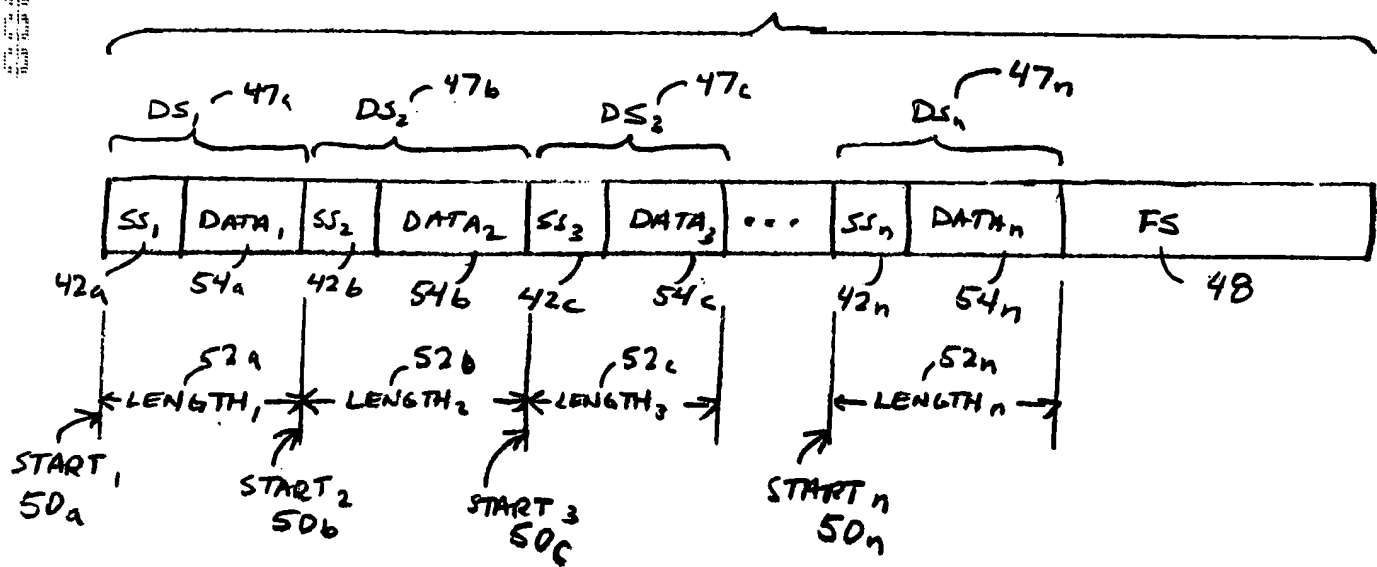 47a 47b 47c 47n
DS1 DS2 DS3 DSn
SS1 DATA1 SS2 DATA2 SS3 DATA3 ... SSn DATAn FS
42a 54a 42b 54b 42c 54c 42n 54n 48
52a 52b 52c 52n
LENGTH1 LENGTH2 LENGTH3 LENGTHn
START1 START2 START3 STARTn
50a 50b 50c 50n